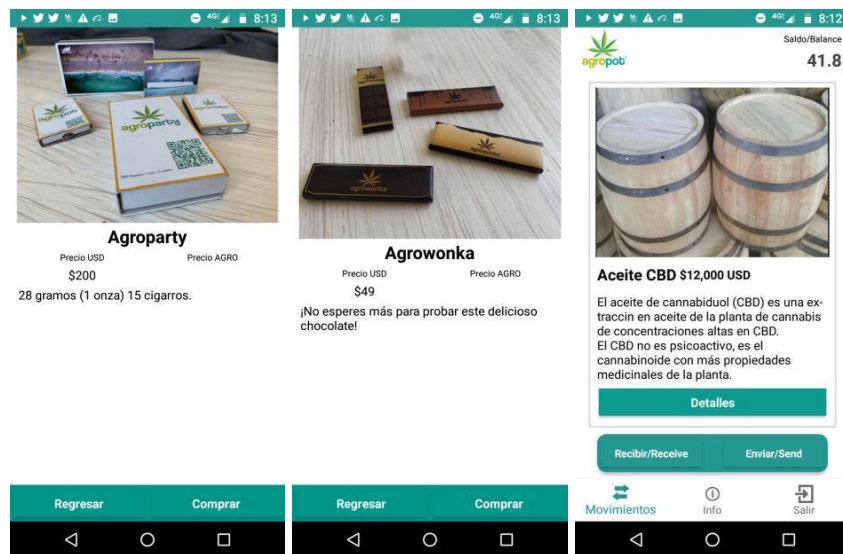 8:13
agropot
agroparty
Agroparty
Precio USD Precio AGRO
$200
28 gramos (1 onza) 15 cigarros.
Regresar Comprar
8:13
agrowonka
Agrowonka
Precio USD Precio AGRO
$49
¡No esperes más para probar este delicioso
chocolate!
Regresar Comprar
8:12
agropot
Saldo/Balance
41.8
Aceite CBD $12,000 USD
El aceite de cannabiduol (CBD) es una ex-
traccin en aceite de la planta de cannabis
de concentraciones altas en CBD.
El CBD no es psicoactivo, es el
cannabinoide con más propiedades
medicinales de la planta.
Detalles
Recibir/Receive Enviar/Send
Movimientos Info Salir